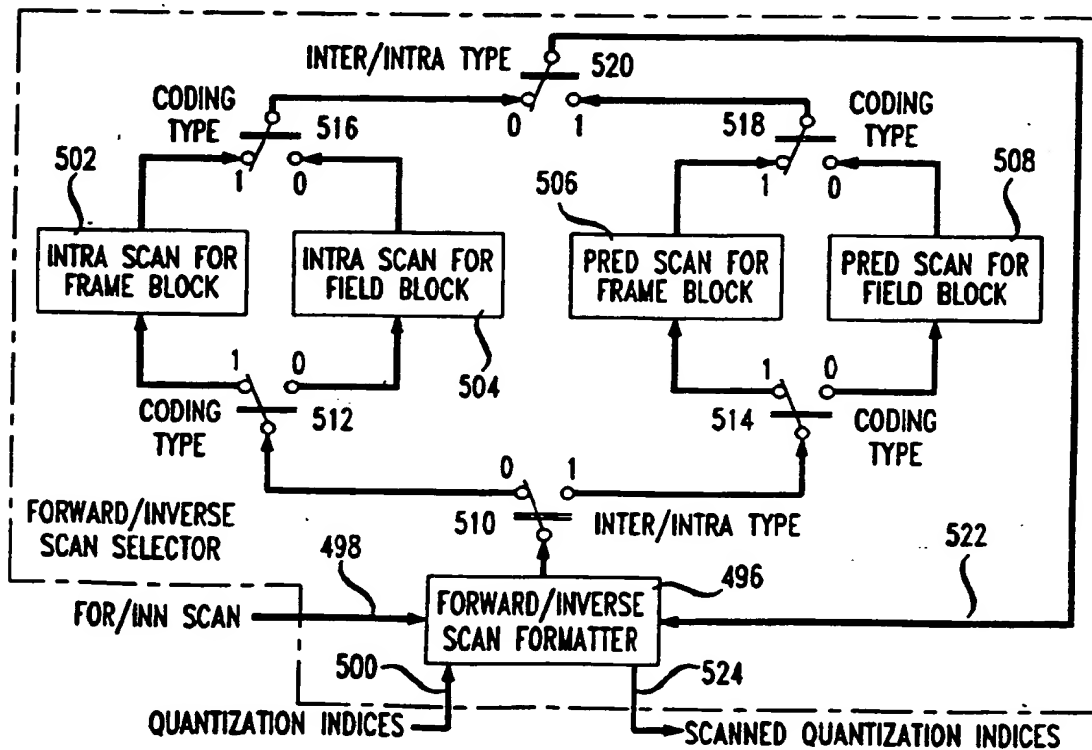 INTER/INTRA TYPE
520
0 1
CODING
TYPE
516
1 0
518
CODING
TYPE
1 0
502
506
508
INTRA SCAN FOR
FRAME BLOCK
INTRA SCAN FOR
FIELD BLOCK
PRED SCAN FOR
FRAME BLOCK
PRED SCAN FOR
FIELD BLOCK
504
1 0
CODING
TYPE
512
1 0
514
CODING
TYPE
0 1
510
INTER/INTRA TYPE
FORWARD/INVERSE
SCAN SELECTOR
498
496
522
FOR/INN SCAN
FORWARD/INVERSE
SCAN FORMATTER
500
524
QUANTIZATION INDICES
SCANNED QUANTIZATION INDICES